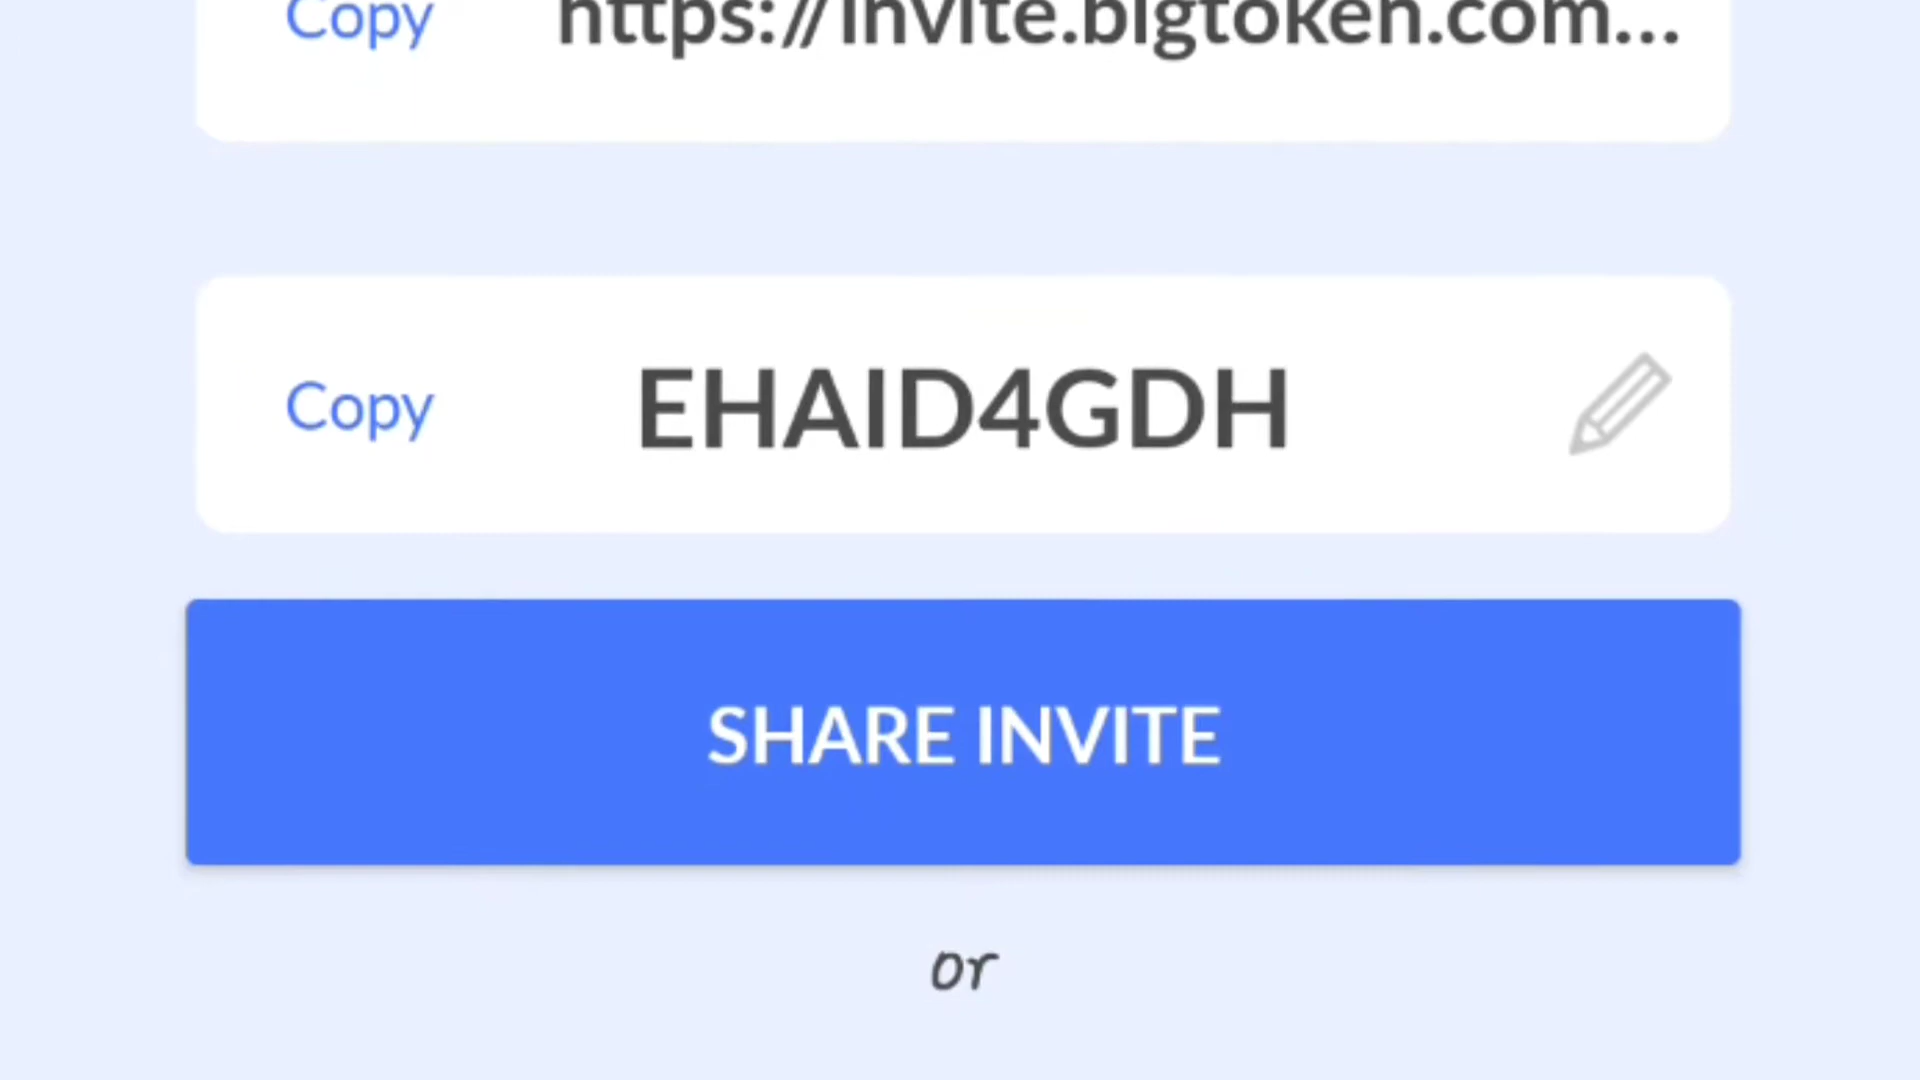 Copy https://invite.bigtoken.com...
Copy EHAID4GDH
SHARE INVITE
or